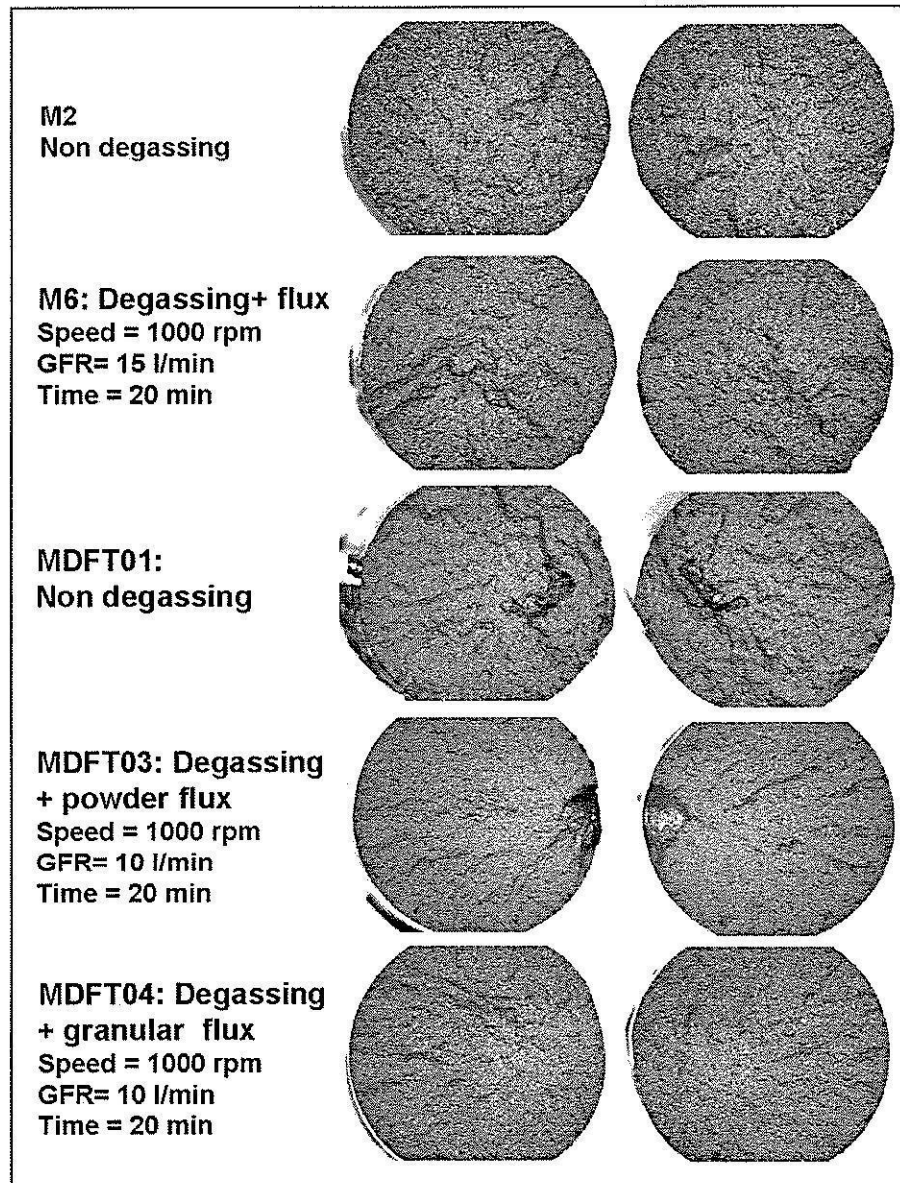 M2
Non degassing
M6: Degassing+ flux
Speed = 1000 rpm
GFR= 15 l/min
Time = 20 min
MDFT01:
Non degassing
MDFT03: Degassing
+ powder flux
Speed = 1000 rpm
GFR= 10 l/min
Time = 20 min
MDFT04: Degassing
+ granular flux
Speed = 1000 rpm
GFR= 10 l/min
Time = 20 min